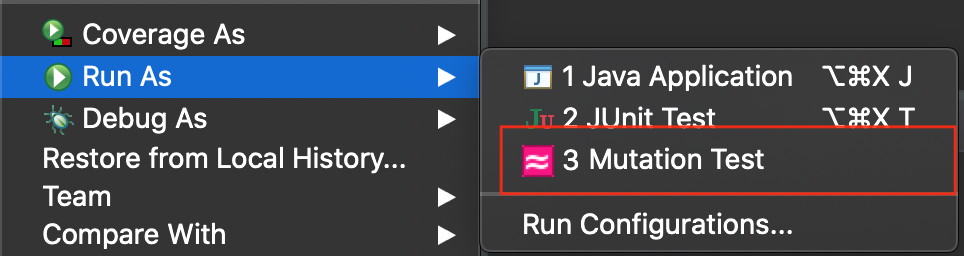 Coverage As
Run As
Debug As
Restore from Local History...
Team
Compare With
1 Java Application ⌥⌘X J
2 JUnit Test ⌥⌘X T
3 Mutation Test
Run Configurations...